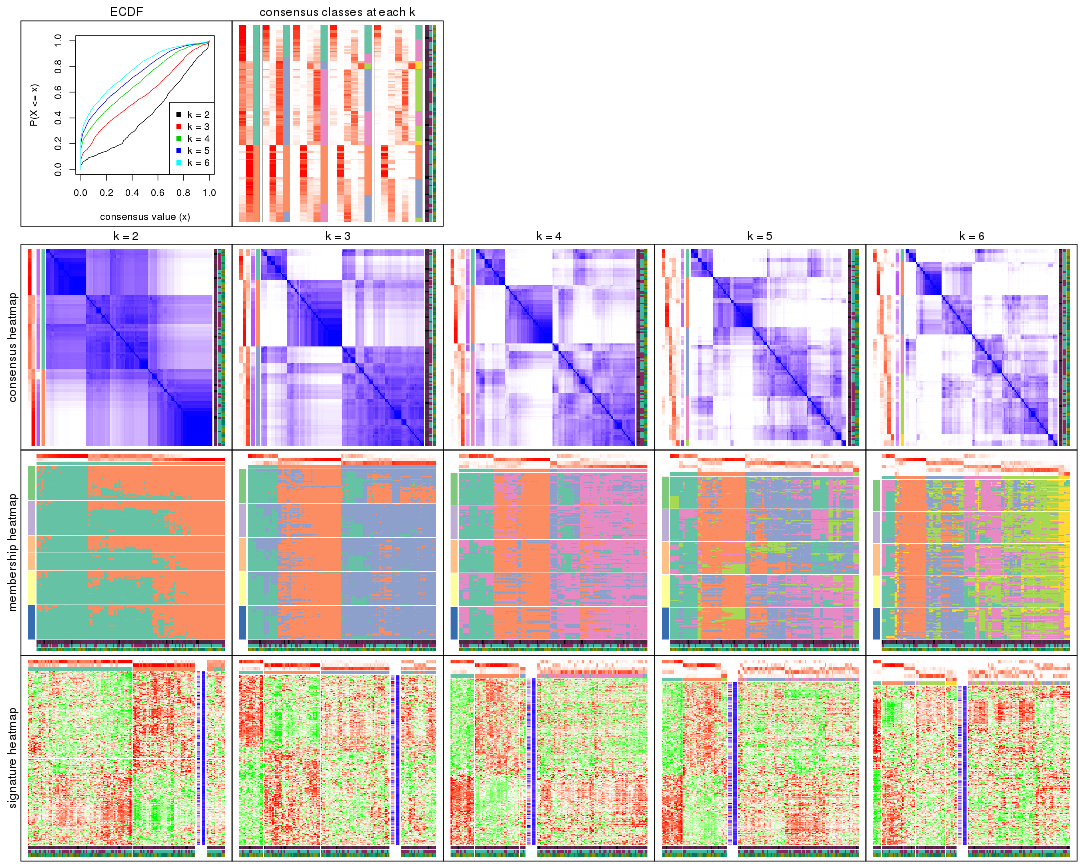 ECDF
consensus classes at each k
P(X <= x)
0.0 0.2 0.4 0.6 0.8 1.0
k = 2
k = 3
k = 4
k = 5
k = 6
0.0 0.2 0.4 0.6 0.8 1.0
consensus value (x)
k = 2 k = 3 k = 4 k = 5 k = 6
consensus heatmap
membership heatmap
signature heatmap